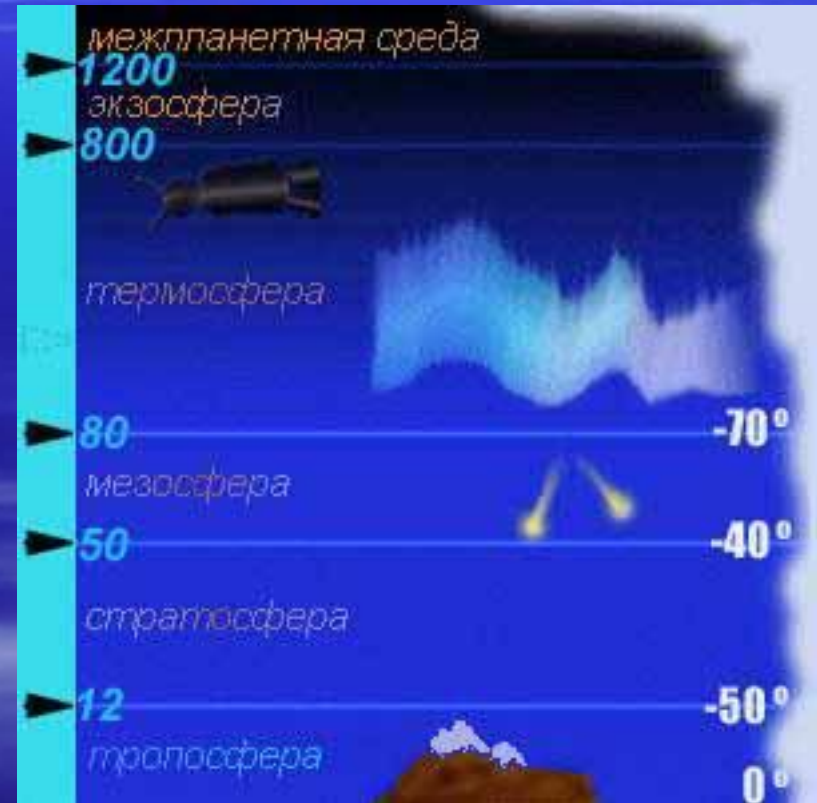 межпланетная среда
1200
экзосфера
800
термосфера
80 -70°
мезосфера
50 -40°
стратосфера
12 -50°
тропосфера
0°